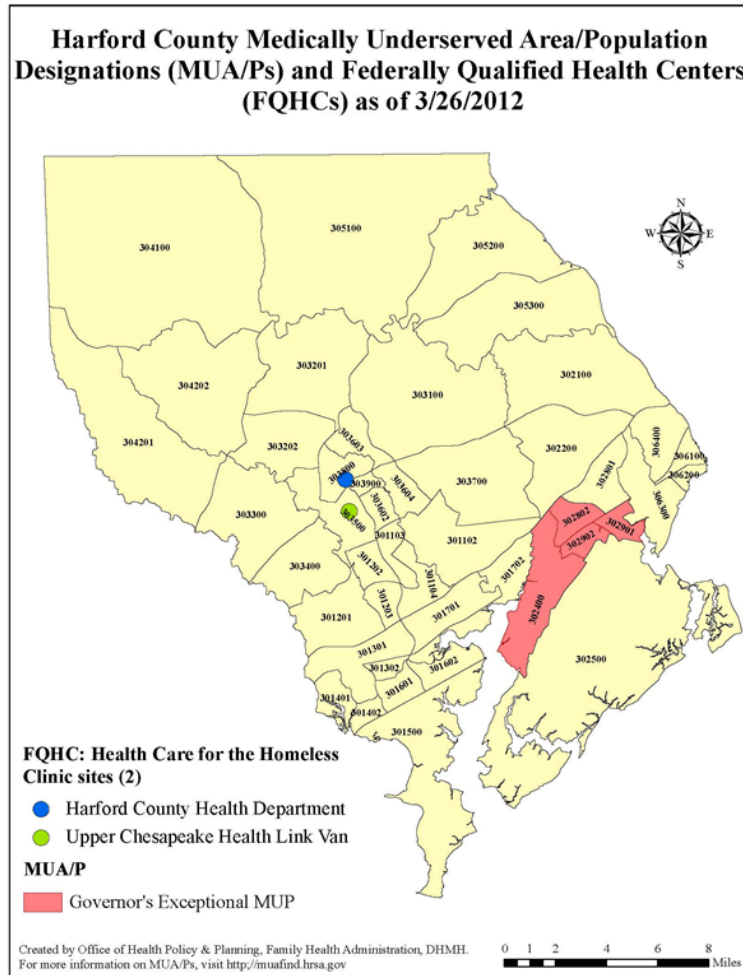 Harford County Medically Underserved Area/Population
Designations (MUA/Ps) and Federally Qualified Health Centers
(FQHCs) as of 3/26/2012
N
W E
S
305100
304100
305200
305300
303201
302100
304202
303100
304201
303202
303603
302200
306400
306100
306200
302801
303800
303900
303604
303700
303602
306300
303500
303300
302802
302901
301103
301102
302902
303400
301202
301702
301104
301203
302400
301201
301701
301301
302500
301302
301602
301601
301401
301402
301500
FQHC: Health Care for the Homeless
Clinic sites (2)
Harford County Health Department
Upper Chesapeake Health Link Van
MUA/P
Governor's Exceptional MUP
Created by Office of Health Policy & Planning, Family Health Administration, DHMH.
For more information on MUA/Ps, visit http;//muafind.hrsa.gov
0 1 2 4 6 8
Miles